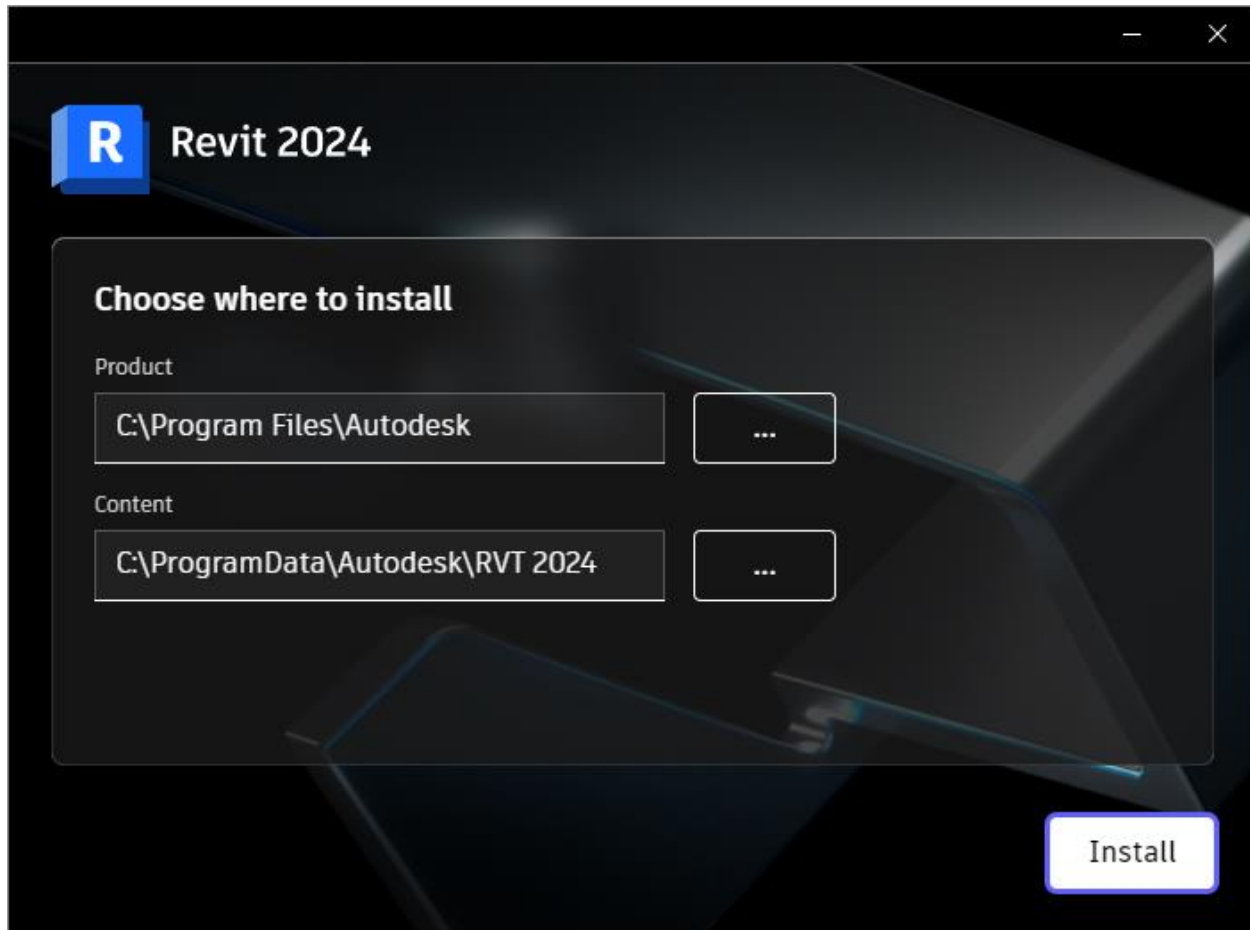 R
Revit 2024
Choose where to install
Product
C:\Program Files\Autodesk
...
Content
C:\ProgramData\Autodesk\RVT 2024
...
Install